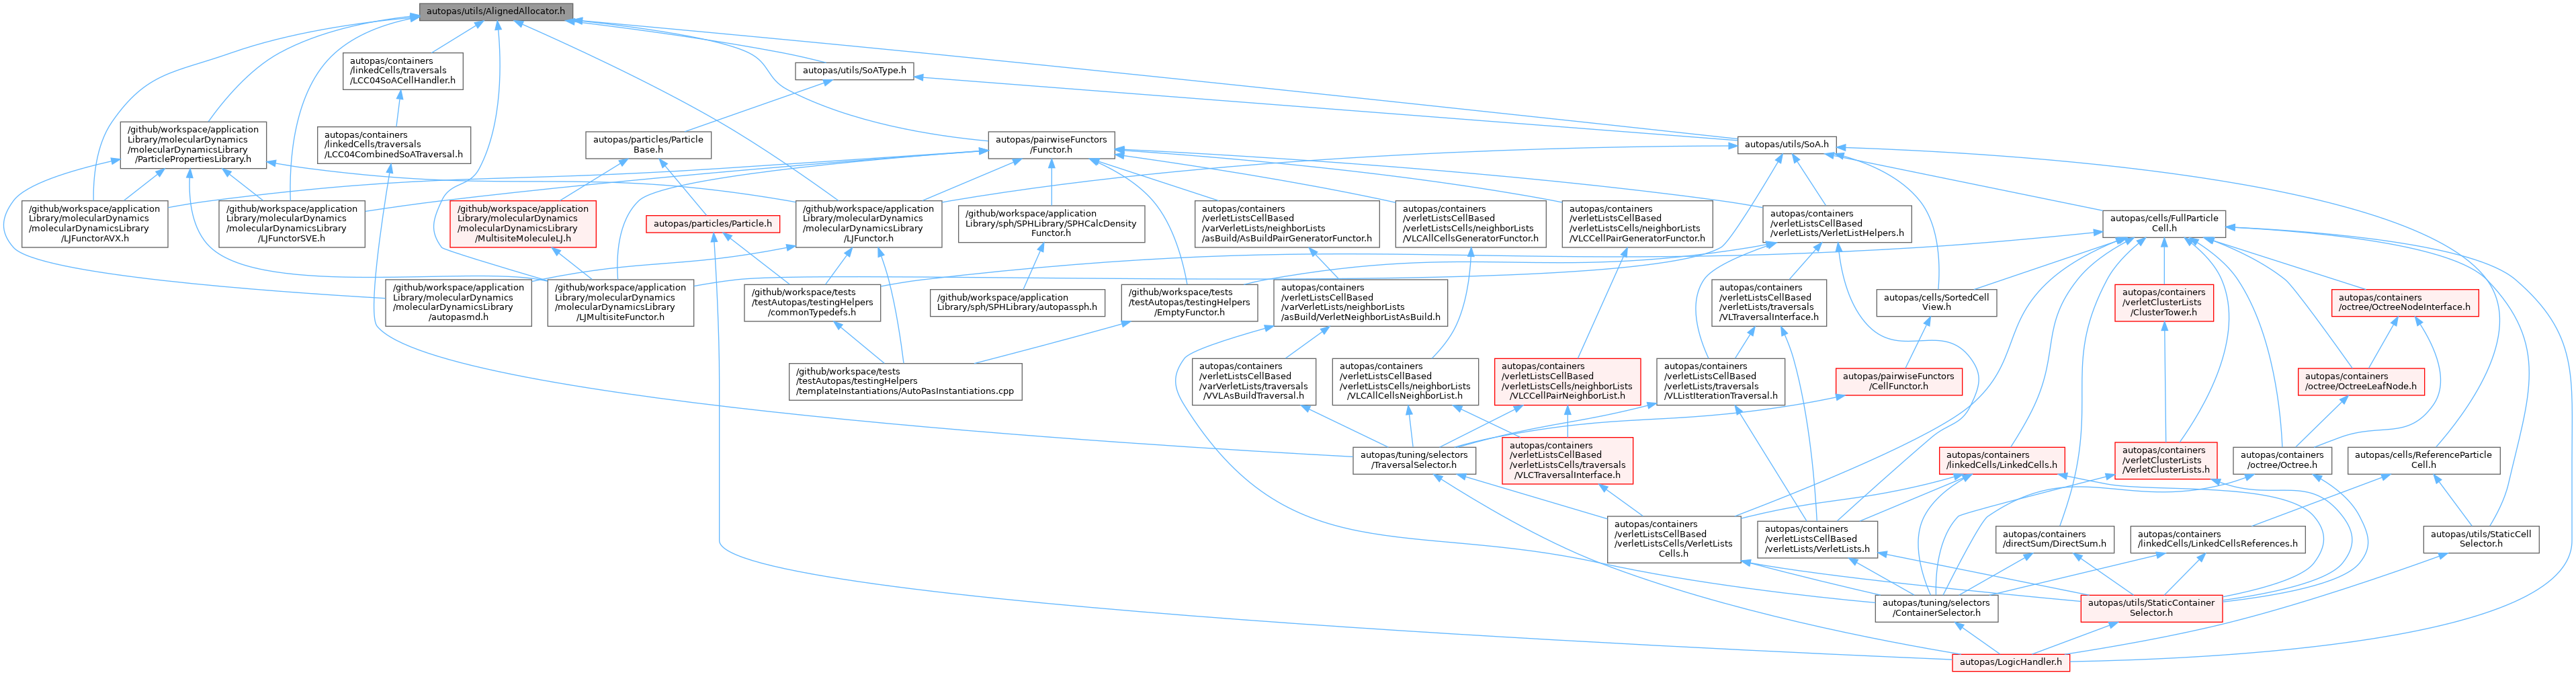 autopas/utils/AlignedAllocator.h
autopas/containers
/linkedCells/traversals
/LCC04SoACellHandler.h
autopas/utils/SoAType.h
/github/workspace/application
Library/molecularDynamics
/molecularDynamicsLibrary
/ParticlePropertiesLibrary.h
autopas/containers
/linkedCells/traversals
/LCC04CombinedSoATraversal.h
autopas/particles/Particle
Base.h
autopas/pairwiseFunctors
/Functor.h
autopas/utils/SoA.h
/github/workspace/application
Library/molecularDynamics
/molecularDynamicsLibrary
/LJFunctorAVX.h
/github/workspace/application
Library/molecularDynamics
/molecularDynamicsLibrary
/LJFunctorSVE.h
/github/workspace/application
Library/molecularDynamics
/molecularDynamicsLibrary
/MultisiteMoleculeLJ.h
autopas/particles/Particle.h
/github/workspace/application
Library/molecularDynamics
/molecularDynamicsLibrary
/LJFunctor.h
/github/workspace/application
Library/sph/SPHLibrary/SPHCalcDensity
Functor.h
autopas/containers
/verletListsCellBased
/varVerletLists/neighborLists
/asBuild/AsBuildPairGeneratorFunctor.h
autopas/containers
/verletListsCellBased
/verletListsCells/neighborLists
/VLCAllCellsGeneratorFunctor.h
autopas/containers
/verletListsCellBased
/verletListsCells/neighborLists
/VLCCellPairGeneratorFunctor.h
autopas/containers
/verletListsCellBased
/verletLists/VerletListHelpers.h
autopas/cells/FullParticle
Cell.h
/github/workspace/application
Library/molecularDynamics
/molecularDynamicsLibrary
/autopasmd.h
/github/workspace/application
Library/molecularDynamics
/molecularDynamicsLibrary
/LJMultisiteFunctor.h
/github/workspace/tests
/testAutopas/testingHelpers
/commonTypedefs.h
/github/workspace/application
Library/sph/SPHLibrary/autopassph.h
/github/workspace/tests
/testAutopas/testingHelpers
/EmptyFunctor.h
autopas/containers
/verletListsCellBased
/varVerletLists/neighborLists
/asBuild/VerletNeighborListAsBuild.h
autopas/containers
/verletListsCellBased
/verletLists/traversals
/VLTraversalInterface.h
autopas/cells/SortedCell
View.h
autopas/containers
/verletClusterLists
/ClusterTower.h
autopas/containers
/octree/OctreeNodeInterface.h
/github/workspace/tests
/testAutopas/testingHelpers
/templateInstantiations/AutoPasInstantiations.cpp
autopas/containers
/verletListsCellBased
/varVerletLists/traversals
/VVLAsBuildTraversal.h
autopas/containers
/verletListsCellBased
/verletListsCells/neighborLists
/VLCAllCellsNeighborList.h
autopas/containers
/verletListsCellBased
/verletListsCells/neighborLists
/VLCCellPairNeighborList.h
autopas/containers
/verletListsCellBased
/verletLists/traversals
/VLListIterationTraversal.h
autopas/pairwiseFunctors
/CellFunctor.h
autopas/containers
/octree/OctreeLeafNode.h
autopas/tuning/selectors
/TraversalSelector.h
autopas/containers
/verletListsCellBased
/verletListsCells/traversals
/VLCTraversalInterface.h
autopas/containers
/linkedCells/LinkedCells.h
autopas/containers
/verletClusterLists
/VerletClusterLists.h
autopas/containers
/octree/Octree.h
autopas/cells/ReferenceParticle
Cell.h
autopas/containers
/verletListsCellBased
/verletListsCells/VerletLists
Cells.h
autopas/containers
/verletListsCellBased
/verletLists/VerletLists.h
autopas/containers
/directSum/DirectSum.h
autopas/containers
/linkedCells/LinkedCellsReferences.h
autopas/utils/StaticCell
Selector.h
autopas/tuning/selectors
/ContainerSelector.h
autopas/utils/StaticContainer
Selector.h
autopas/LogicHandler.h